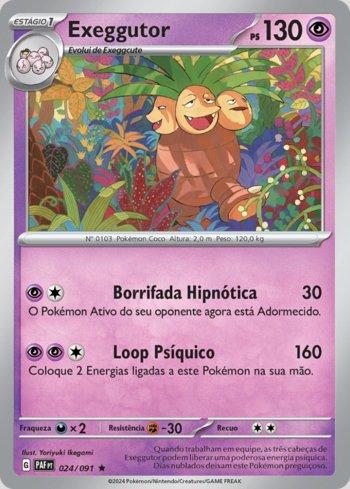 ESTÁGIO 1
Exeggutor
PS 130
Evolui de Exeggcute
Nº 0103 Pokémon Coco Altura: 2,0 m Peso: 120,0 kg
Borrifada Hipnótica 30
O Pokémon Ativo do seu oponente agora está Adormecido.
Loop Psíquico 160
Coloque 2 Energias ligadas a este Pokémon na sua mão.
Fraqueza ×2 Resistência -30 Recuo
Ilust. Yoriyuki Ikegami
G PAF PT 024/091 ★
Quando trabalham em equipe, as três cabeças de
Exeggutor podem liberar uma poderosa energia psíquica.
Dias nublados deixam este Pokémon indisposto.
©2024 Pokémon/Nintendo/Creatures/GAME FREAK